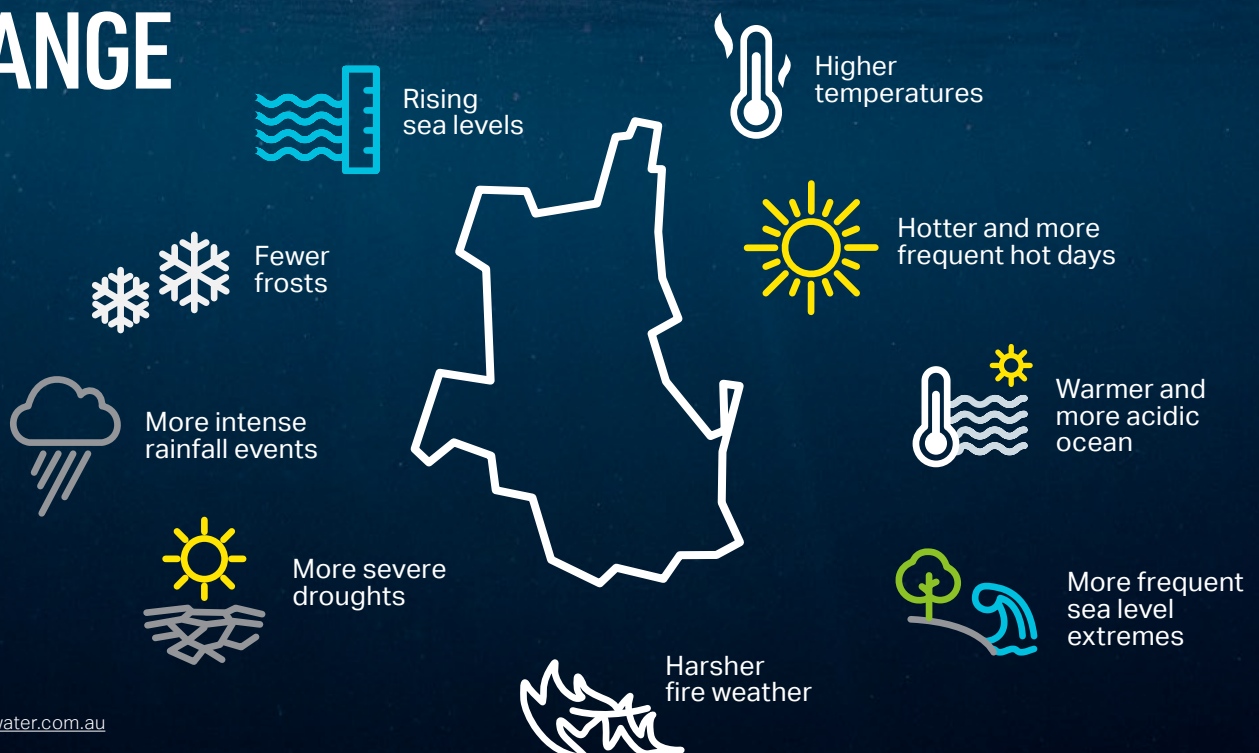 ANGE
Rising
sea levels
Higher
temperatures
Fewer
frosts
Hotter and more
frequent hot days
More intense
rainfall events
Warmer and
more acidic
ocean
More severe
droughts
More frequent
sea level
extremes
Harsher
fire weather
water.com.au